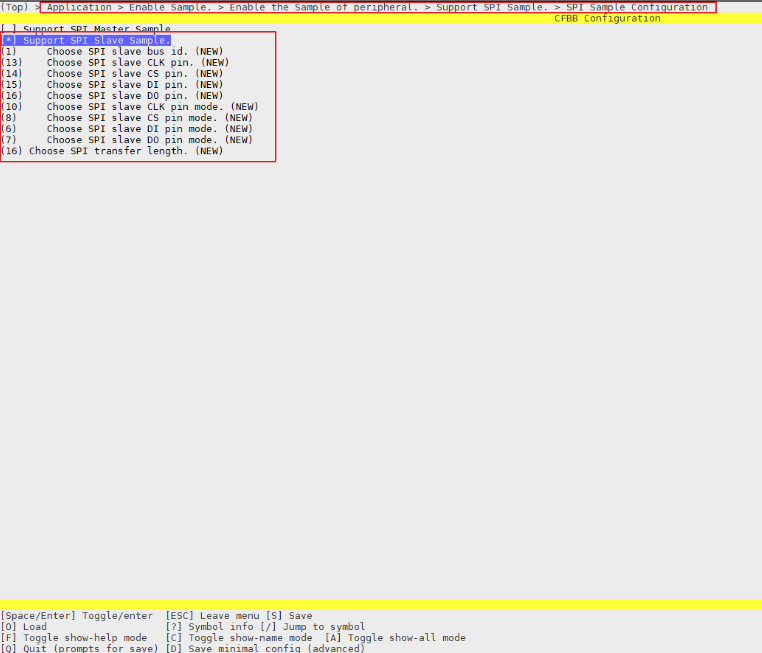 (Top) > Application > Enable Sample. > Enable the Sample of peripheral. > Support SPI Sample. > SPI Sample Configuration
CFBB Configuration
[ ] Support SPI Master Sample.
[*] Support SPI Slave Sample.
(1)     Choose SPI slave bus id. (NEW)
(13)    Choose SPI slave CLK pin. (NEW)
(14)    Choose SPI slave CS pin. (NEW)
(15)    Choose SPI slave DI pin. (NEW)
(16)    Choose SPI slave DO pin. (NEW)
(10)    Choose SPI slave CLK pin mode. (NEW)
(8)     Choose SPI slave CS pin mode. (NEW)
(6)     Choose SPI slave DI pin mode. (NEW)
(7)     Choose SPI slave DO pin mode. (NEW)
(16) Choose SPI transfer length. (NEW)
[Space/Enter] Toggle/enter  [ESC] Leave menu [S] Save
[O] Load                    [?] Symbol info [/] Jump to symbol
[F] Toggle show-help mode   [C] Toggle show-name mode  [A] Toggle show-all mode
[Q] Quit (prompts for save) [D] Save minimal config (advanced)